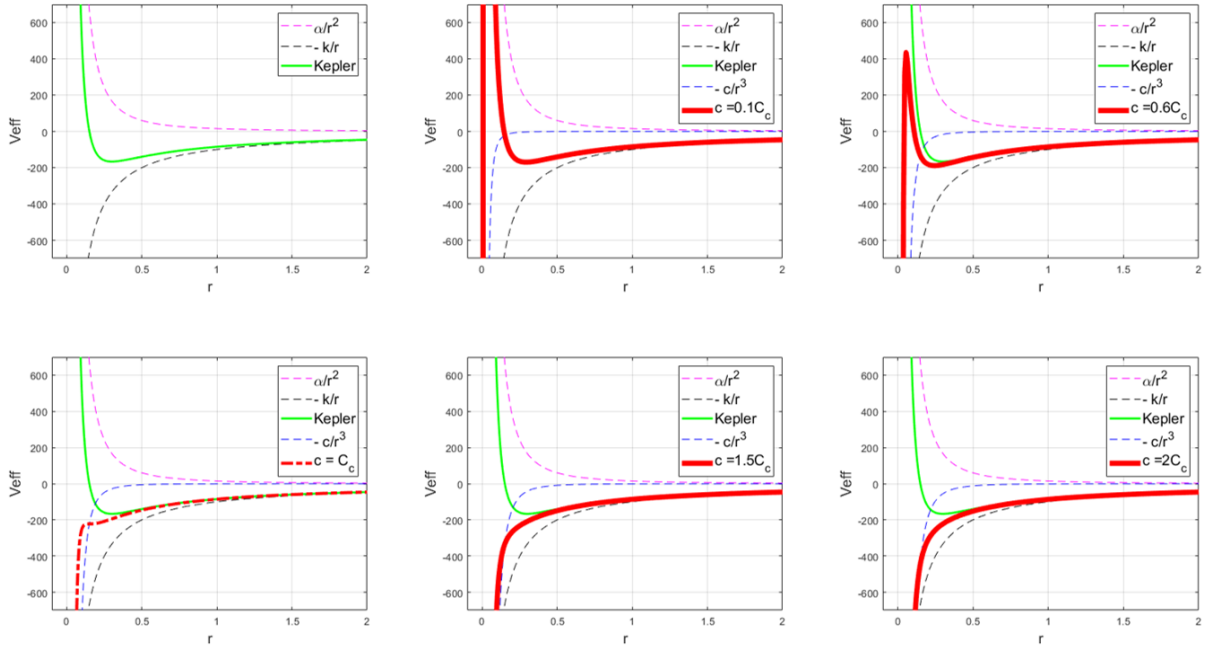 600
400
200
0
-200
-400
-600
Veff
0
0.5
1
1.5
2
r
α/r²
- k/r
Kepler
600
400
200
0
-200
-400
-600
Veff
0
0.5
1
1.5
2
r
α/r²
- k/r
Kepler
- c/r³
c =0.1C_c
600
400
200
0
-200
-400
-600
Veff
0
0.5
1
1.5
2
r
α/r²
- k/r
Kepler
- c/r³
c =0.6C_c
600
400
200
0
-200
-400
-600
Veff
0
0.5
1
1.5
2
r
α/r²
- k/r
Kepler
- c/r³
c = C_c
600
400
200
0
-200
-400
-600
Veff
0
0.5
1
1.5
2
r
α/r²
- k/r
Kepler
- c/r³
c =1.5C_c
600
400
200
0
-200
-400
-600
Veff
0
0.5
1
1.5
2
r
α/r²
- k/r
Kepler
- c/r³
c =2C_c